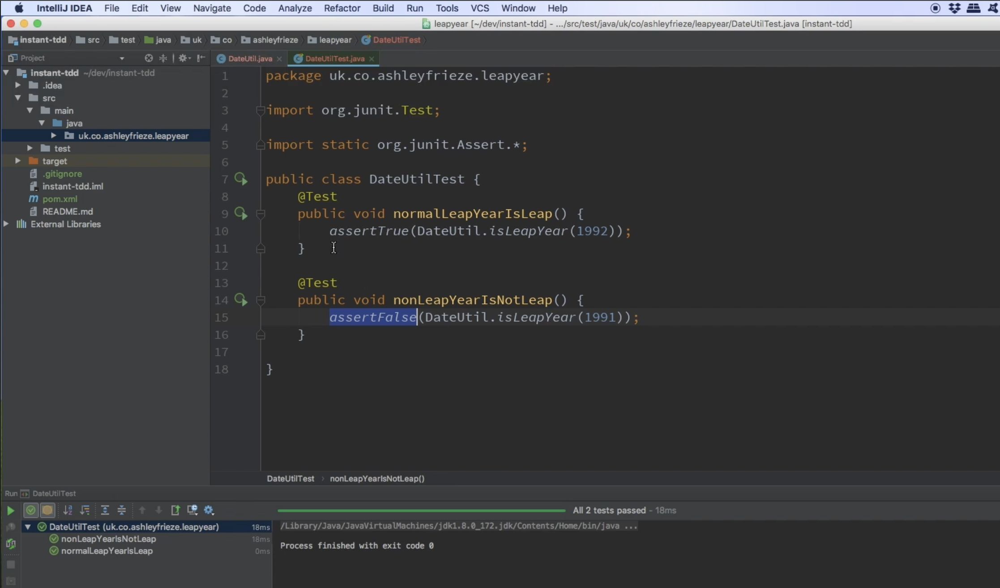 IntelliJ IDEA File Edit View Navigate Code Analyze Refactor Build Run Tools VCS Window Help
leapyear [~/dev/instant-tdd] - .../src/test/java/uk/co/ashleyfrieze/leapyear/DateUtilTest.java [instant-tdd]
instant-tdd src test java uk co ashleyfrieze leapyear DateUtilTest
Project
DateUtil.java DateUtilTest.java
instant-tdd ~/dev/instant-tdd
.idea
src
main
java
uk.co.ashleyfrieze.leapyear
test
target
.gitignore
instant-tdd.iml
pom.xml
README.md
External Libraries
1 package uk.co.ashleyfrieze.leapyear;
2
3 import org.junit.Test;
4
5 import static org.junit.Assert.*;
6
7 public class DateUtilTest {
8 @Test
9 public void normalLeapYearIsLeap() {
10 assertTrue(DateUtil.isLeapYear(1992));
11 }
12
13 @Test
14 public void nonLeapYearIsNotLeap() {
15 assertFalse(DateUtil.isLeapYear(1991));
16 }
17
18 }
DateUtilTest nonLeapYearIsNotLeap()
Run DateUtilTest
All 2 tests passed - 18ms
DateUtilTest (uk.co.ashleyfrieze.leapyear) 18ms
nonLeapYearIsNotLeap 18ms
normalLeapYearIsLeap 0ms
/Library/Java/JavaVirtualMachines/jdk1.8.0_172.jdk/Contents/Home/bin/java ...
Process finished with exit code 0